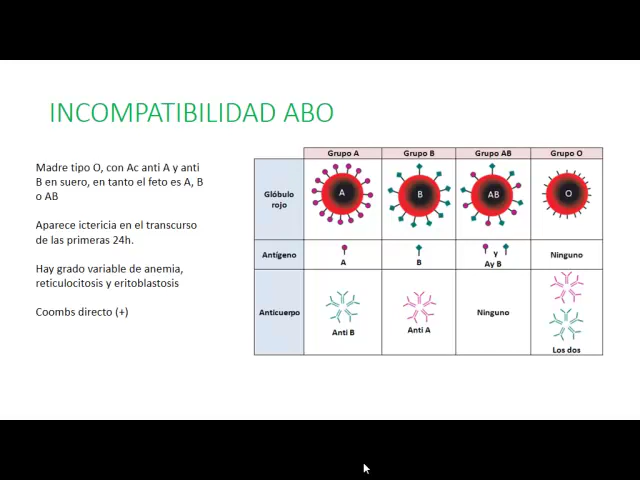 INCOMPATIBILIDAD ABO
Madre tipo O, con Ac anti A y anti
B en suero, en tanto el feto es A, B
o AB
Aparece ictericia en el transcurso
de las primeras 24h.
Hay grado variable de anemia,
reticulocitosis y eritoblastosis
Coombs directo (+)
Grupo A Grupo B Grupo AB Grupo O
Glóbulo
rojo
A B AB O
Antígeno
A B y Ninguno
A y B
Anticuerpo
Anti B Anti A Ninguno
Los dos